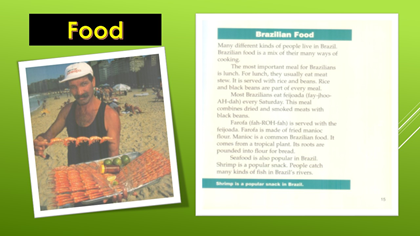 Food
Brazilian Food
Many different kinds of people live in Brazil.
Brazilian food is a mix of their many ways of
cooking.
The most important meal for Brazilians
is lunch. For lunch, they usually eat meat
stew. It is served with rice and beans. Rice
and black beans are part of every meal.
Most Brazilians eat feijoada (fay-jhoo-
AH-dah) every Saturday. This meal
combines dried and smoked meats with
black beans.
Farofa (fah-ROH-fah) is served with the
feijoada. Farofa is made of fried manioc
flour. Manioc is a common Brazilian food. It
comes from a tropical plant. Its roots are
pounded into flour for bread.
Seafood is also popular in Brazil.
Shrimp is a popular snack. People catch
many kinds of fish in Brazil's rivers.
Shrimp is a popular snack in Brazil.